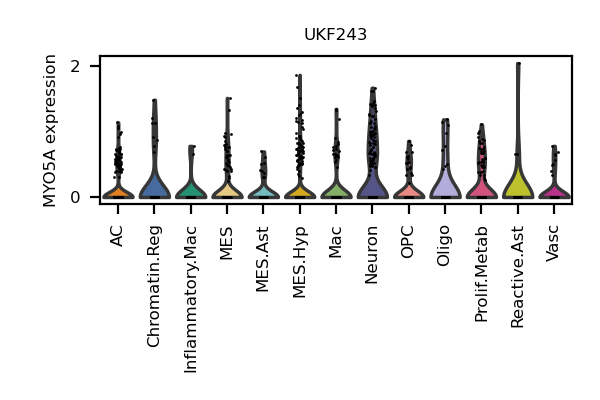 UKF243
MYO5A expression
2
0
AC
Chromatin.Reg
Inflammatory.Mac
MES
MES.Ast
MES.Hyp
Mac
Neuron
OPC
Oligo
Prolif.Metab
Reactive.Ast
Vasc